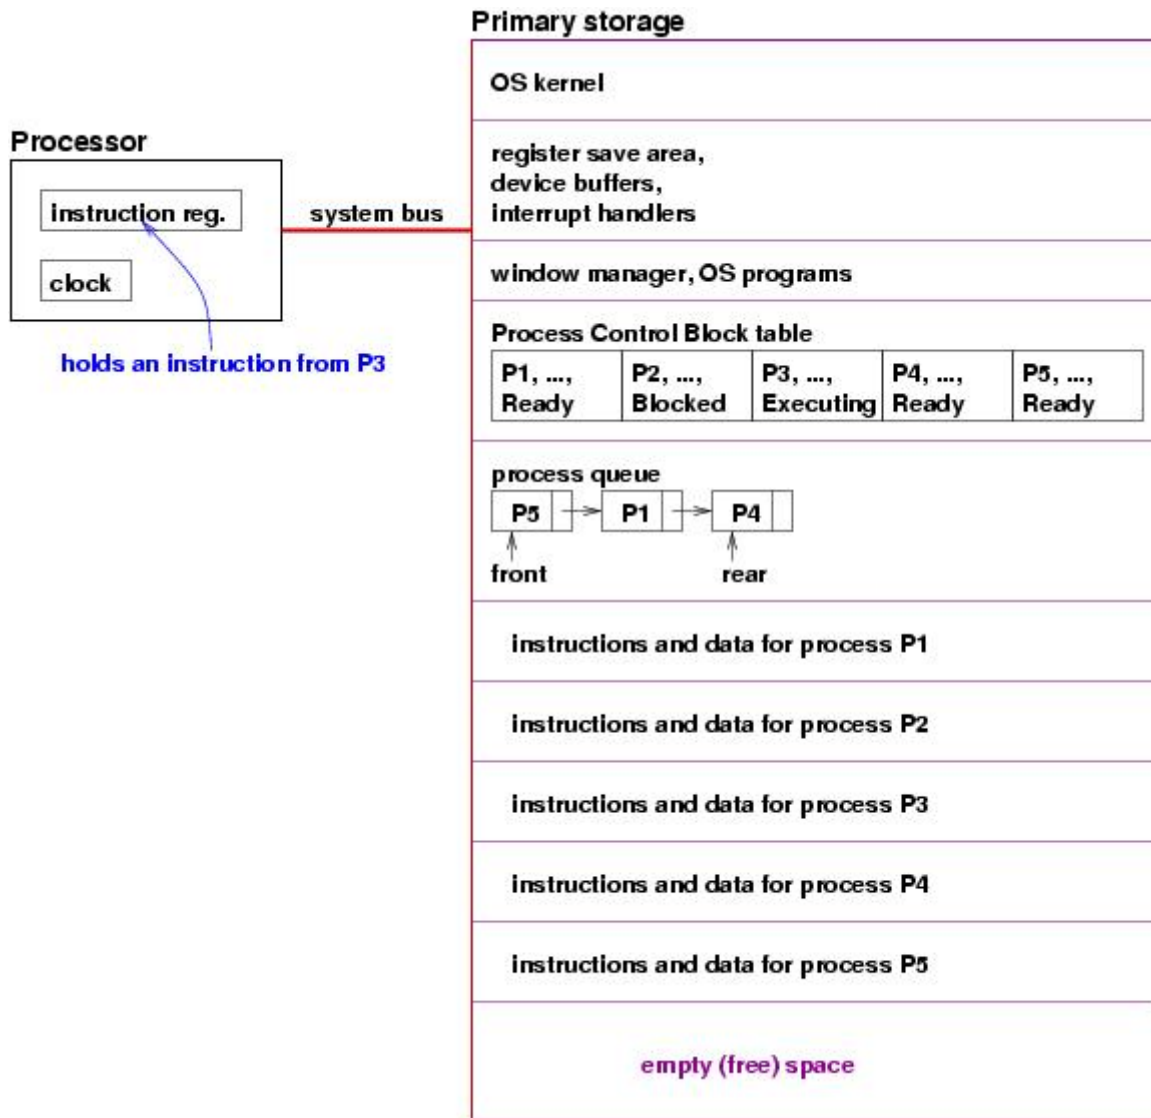 Primary storage
OS kernel
Processor
register save area,
device buffers,
interrupt handlers
instruction reg.
system bus
clock
window manager, OS programs
holds an instruction from P3
Process Control Block table
P1, ...,
Ready
P2, ...,
Blocked
P3, ...,
Executing
P4, ...,
Ready
P5, ...,
Ready
process queue
P5
P1
P4
front
rear
instructions and data for process P1
instructions and data for process P2
instructions and data for process P3
instructions and data for process P4
instructions and data for process P5
empty (free) space